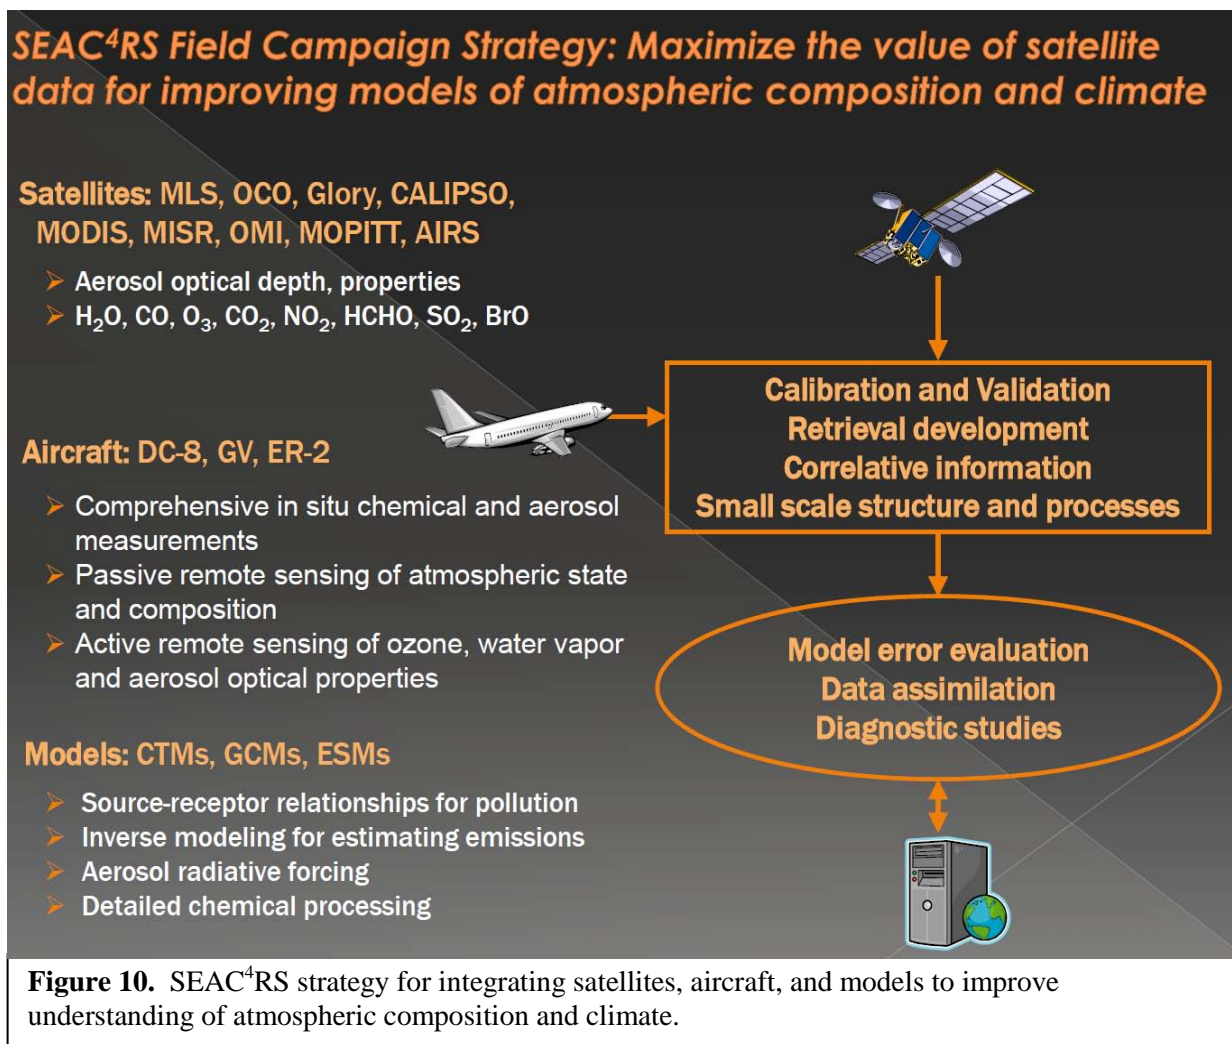 SEAC⁴RS Field Campaign Strategy: Maximize the value of satellite
data for improving models of atmospheric composition and climate
Satellites: MLS, OCO, Glory, CALIPSO,
MODIS, MISR, OMI, MOPITT, AIRS
➢ Aerosol optical depth, properties
➢ H₂O, CO, O₃, CO₂, NO₂, HCHO, SO₂, BrO
Aircraft: DC-8, GV, ER-2
➢ Comprehensive in situ chemical and aerosol
measurements
➢ Passive remote sensing of atmospheric state
and composition
➢ Active remote sensing of ozone, water vapor
and aerosol optical properties
Models: CTMs, GCMs, ESMs
➢ Source-receptor relationships for pollution
➢ Inverse modeling for estimating emissions
➢ Aerosol radiative forcing
➢ Detailed chemical processing
Calibration and Validation
Retrieval development
Correlative information
Small scale structure and processes
Model error evaluation
Data assimilation
Diagnostic studies
Figure 10. SEAC⁴RS strategy for integrating satellites, aircraft, and models to improve
understanding of atmospheric composition and climate.